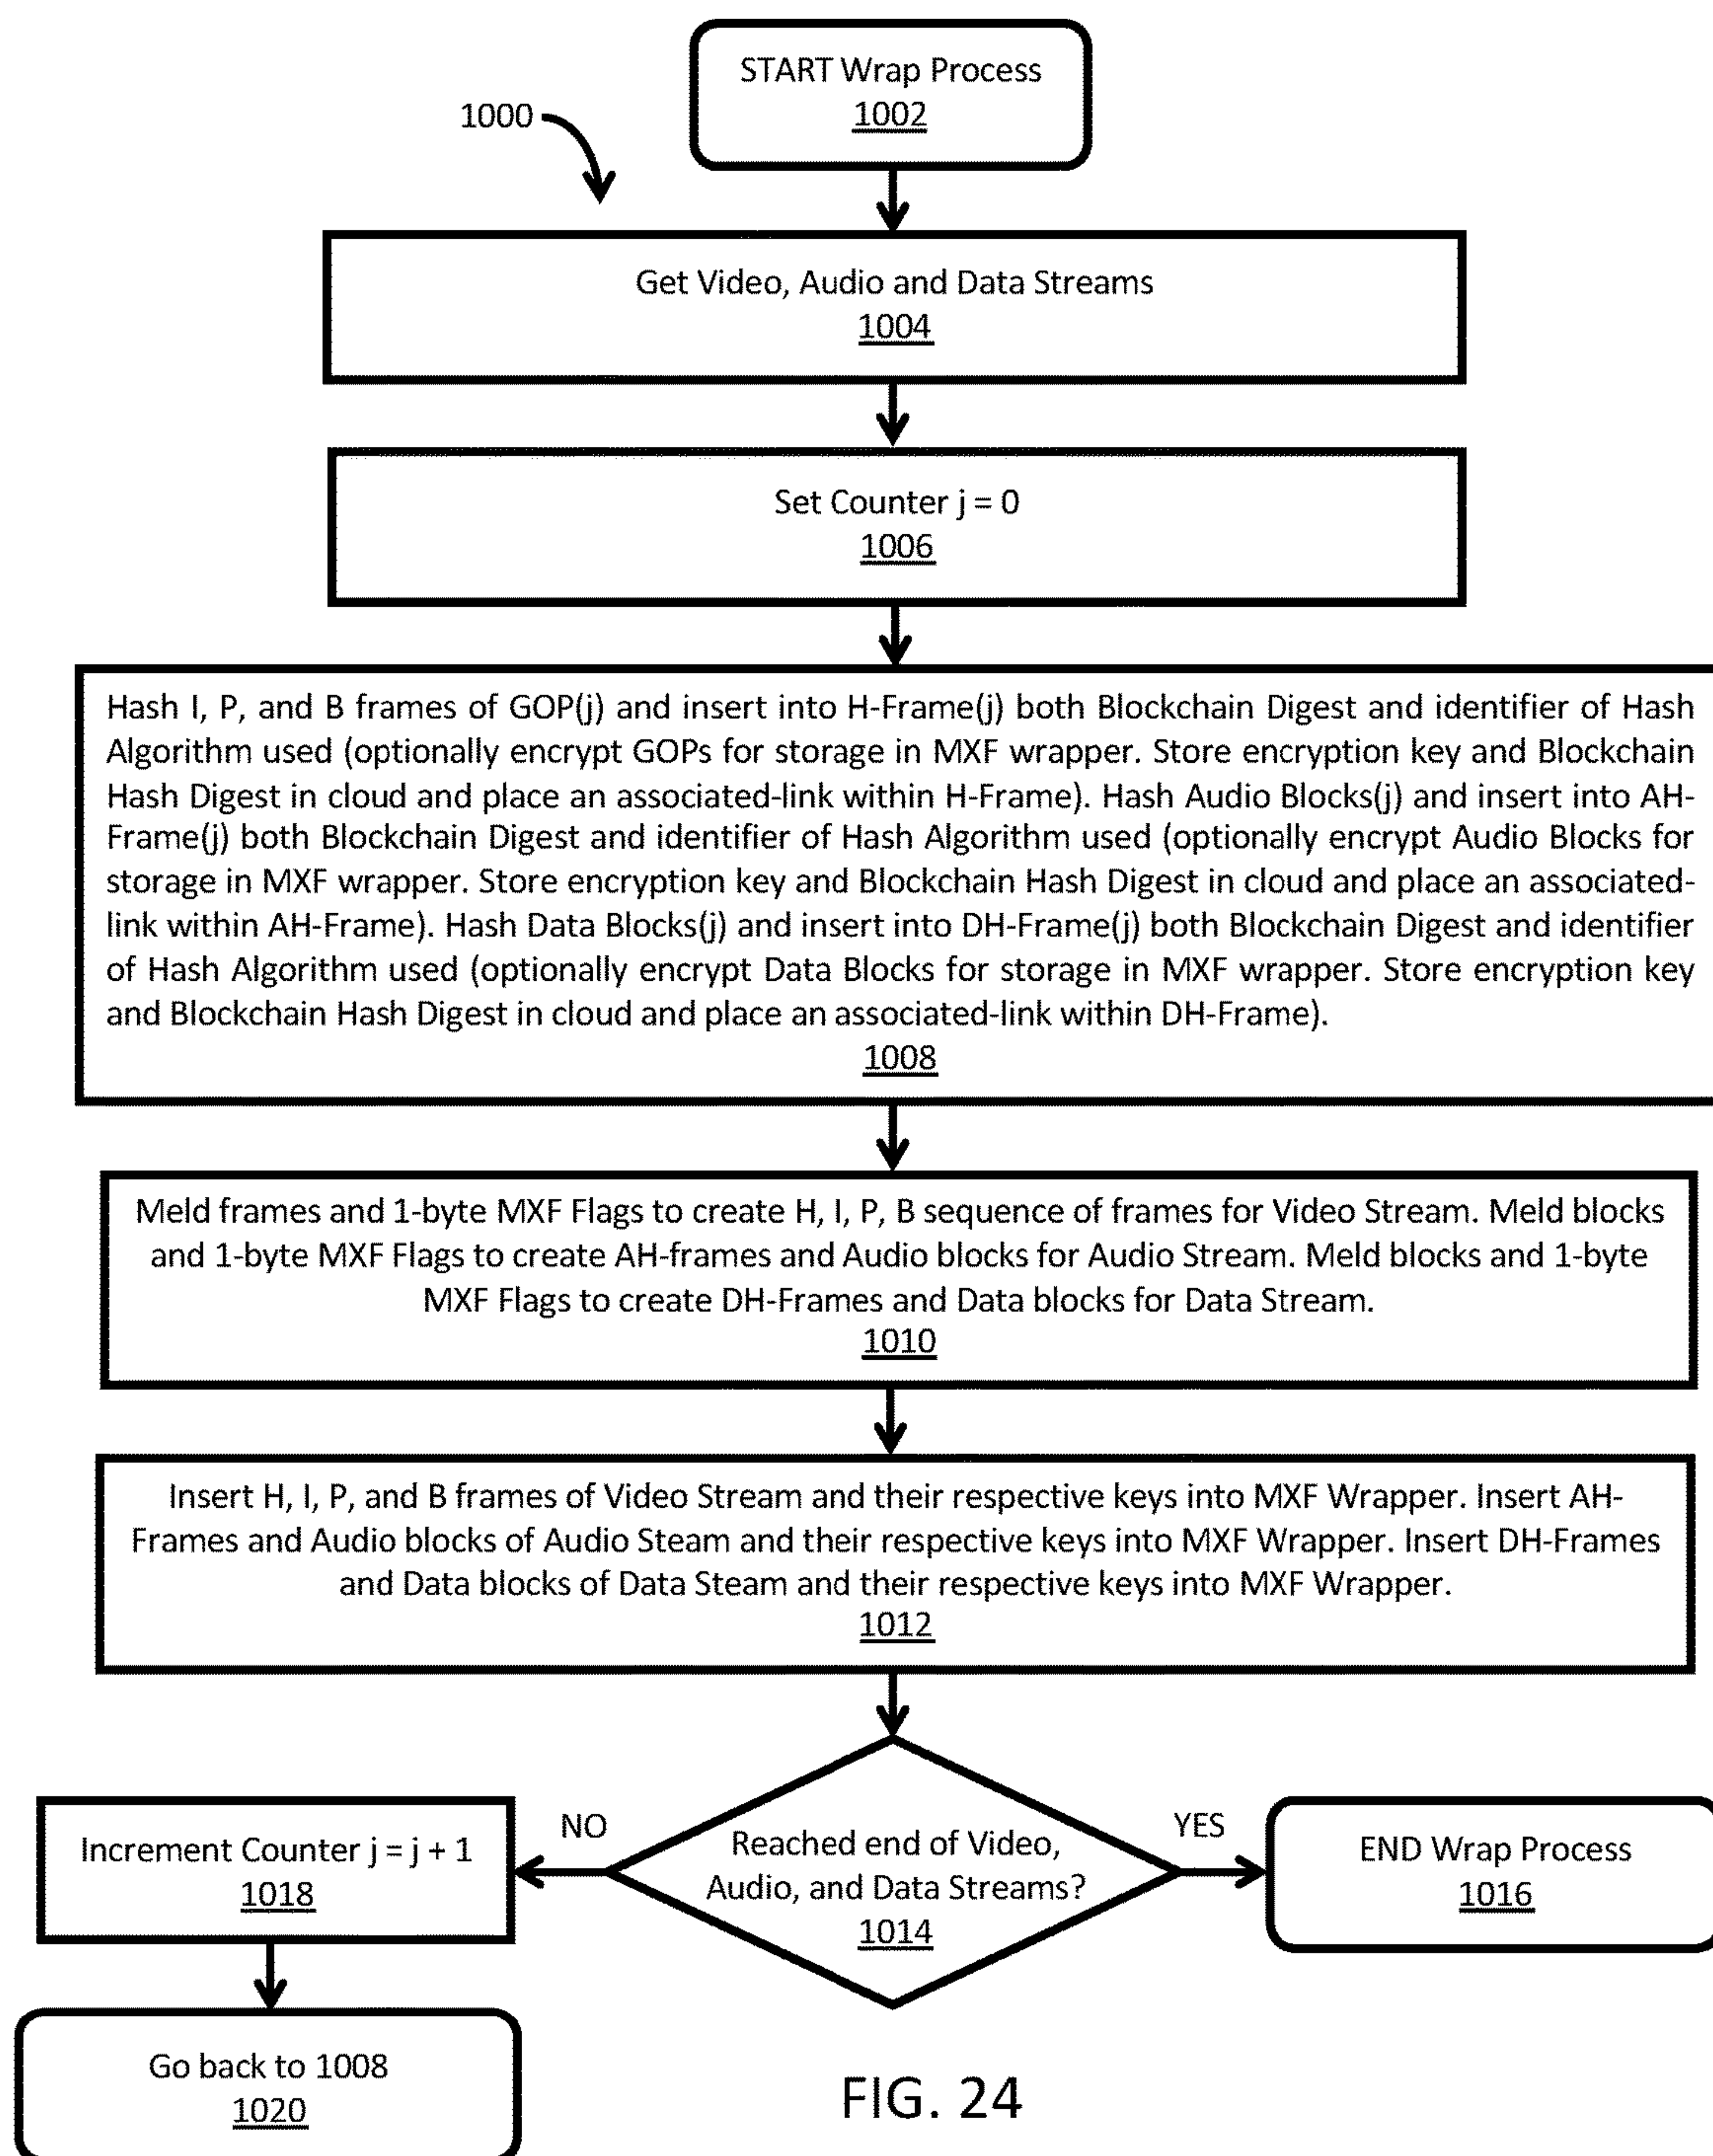 START Wrap Process
1002
1000
Get Video, Audio and Data Streams
1004
Set Counter j = 0
1006
Hash I, P, and B frames of GOP(j) and insert into H-Frame(j) both Blockchain Digest and identifier of Hash
Algorithm used (optionally encrypt GOPs for storage in MXF wrapper. Store encryption key and Blockchain
Hash Digest in cloud and place an associated-link within H-Frame). Hash Audio Blocks(j) and insert into AH-
Frame(j) both Blockchain Digest and identifier of Hash Algorithm used (optionally encrypt Audio Blocks for
storage in MXF wrapper. Store encryption key and Blockchain Hash Digest in cloud and place an associated-
link within AH-Frame). Hash Data Blocks(j) and insert into DH-Frame(j) both Blockchain Digest and identifier
of Hash Algorithm used (optionally encrypt Data Blocks for storage in MXF wrapper. Store encryption key
and Blockchain Hash Digest in cloud and place an associated-link within DH-Frame).
1008
Meld frames and 1-byte MXF Flags to create H, I, P, B sequence of frames for Video Stream. Meld blocks
and 1-byte MXF Flags to create AH-frames and Audio blocks for Audio Stream. Meld blocks and 1-byte
MXF Flags to create DH-Frames and Data blocks for Data Stream.
1010
Insert H, I, P, and B frames of Video Stream and their respective keys into MXF Wrapper. Insert AH-
Frames and Audio blocks of Audio Steam and their respective keys into MXF Wrapper. Insert DH-Frames
and Data blocks of Data Steam and their respective keys into MXF Wrapper.
1012
Reached end of Video,
Audio, and Data Streams?
1014
NO
YES
Increment Counter j = j + 1
1018
END Wrap Process
1016
Go back to 1008
1020
FIG. 24